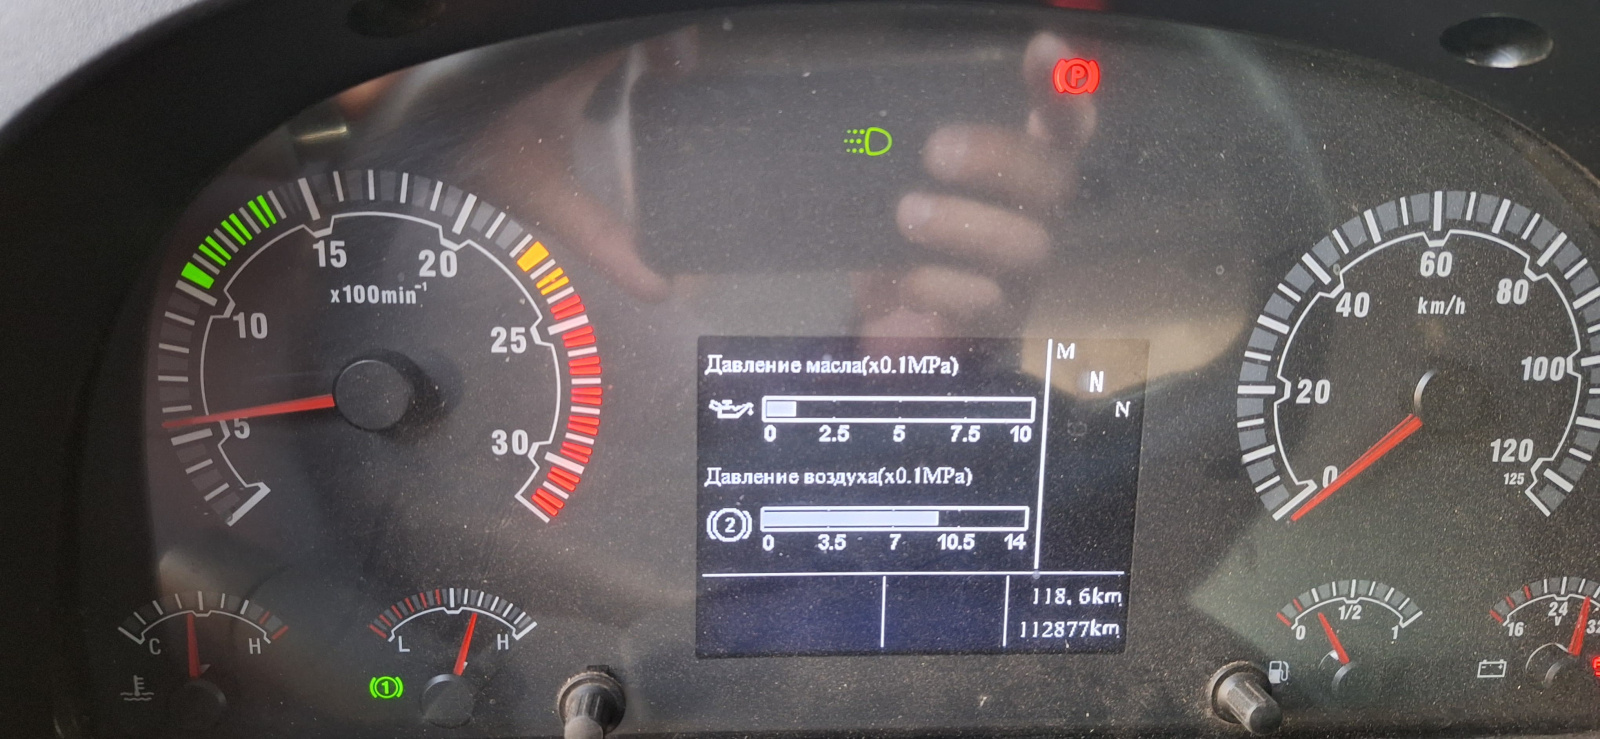 15
20
x100min⁻¹
10
25
5
30
C
H
L
H
1
P
Давление масла(x0.1MPa)
0 2.5 5 7.5 10
Давление воздуха(x0.1MPa)
2
0 3.5 7 10.5 14
M
N
N
118.6km
112877km
60
40
80
km/h
20
100
0
120
125
0 1/2 1
16 24 32
V